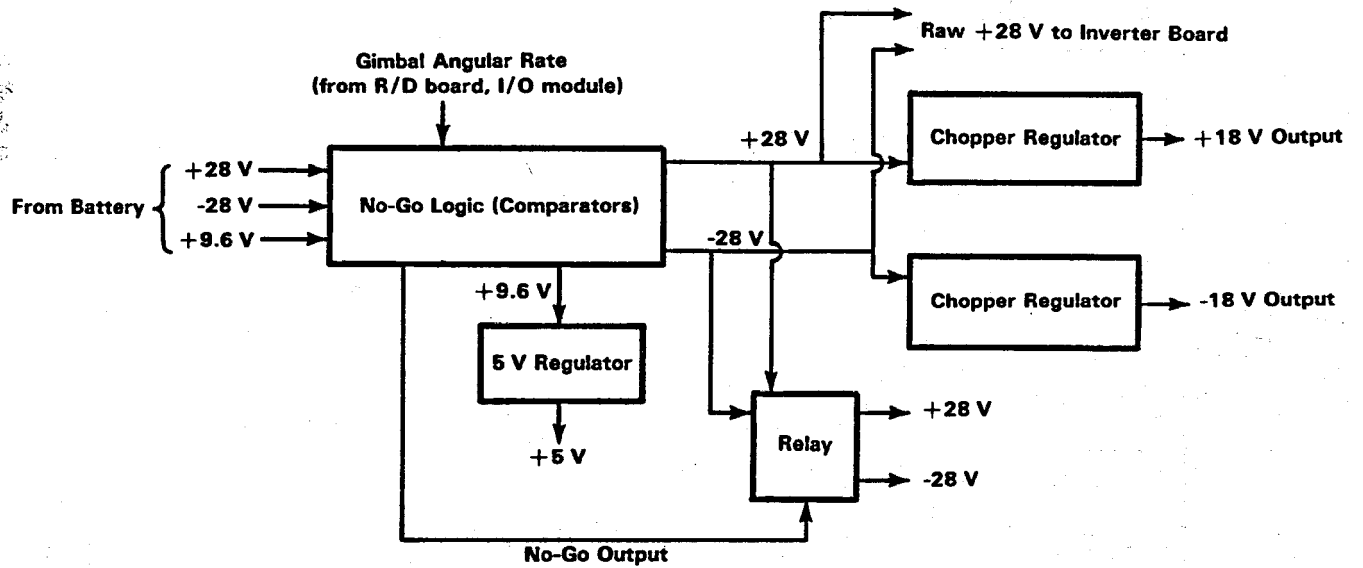 Raw +28 V to Inverter Board
Gimbal Angular Rate
(from R/D board, I/O module)
+28 V
Chopper Regulator
+18 V Output
From Battery
+28 V
-28 V
+9.6 V
No-Go Logic (Comparators)
-28 V
+9.6 V
Chopper Regulator
-18 V Output
5 V Regulator
+5 V
Relay
+28 V
-28 V
No-Go Output